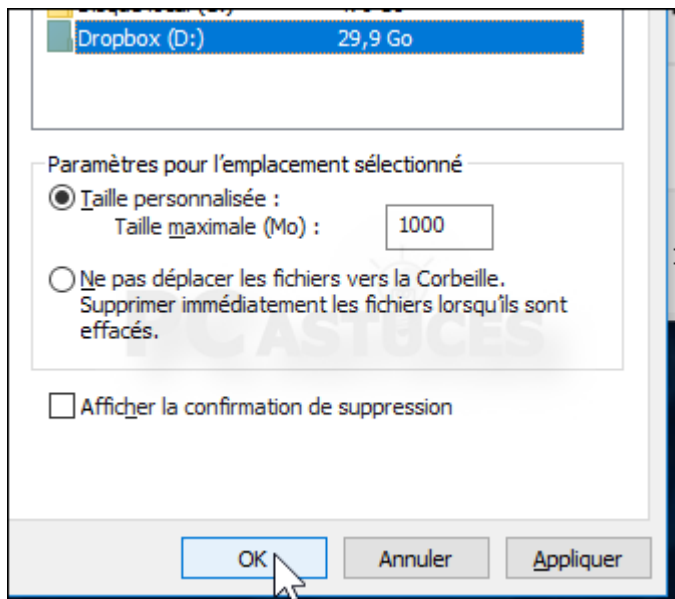 Dropbox (D:) 29,9 Go
Paramètres pour l'emplacement sélectionné
Taille personnalisée :
Taille maximale (Mo) : 1000
Ne pas déplacer les fichiers vers la Corbeille.
Supprimer immédiatement les fichiers lorsqu'ils sont
effacés.
PC ASTUCES
Afficher la confirmation de suppression
OK Annuler Appliquer